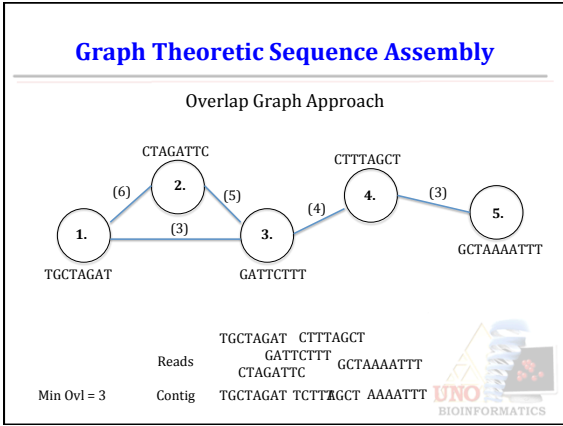 Graph Theoretic Sequence Assembly
Overlap Graph Approach
CTAGATTC
CTTTAGCT
(6)
2.
(5)
4.
(3)
(4)
5.
1.
(3)
3.
GCTAAAATTT
TGCTAGAT
GATTCTTT
TGCTAGAT CTTTAGCT
Reads
GATTCTTT
GCTAAAATTT
CTAGATTC
Min Ovl = 3
Contig
TGCTAGAT TCTTTAGCT AAAATTT
UNO
BIOINFORMATICS